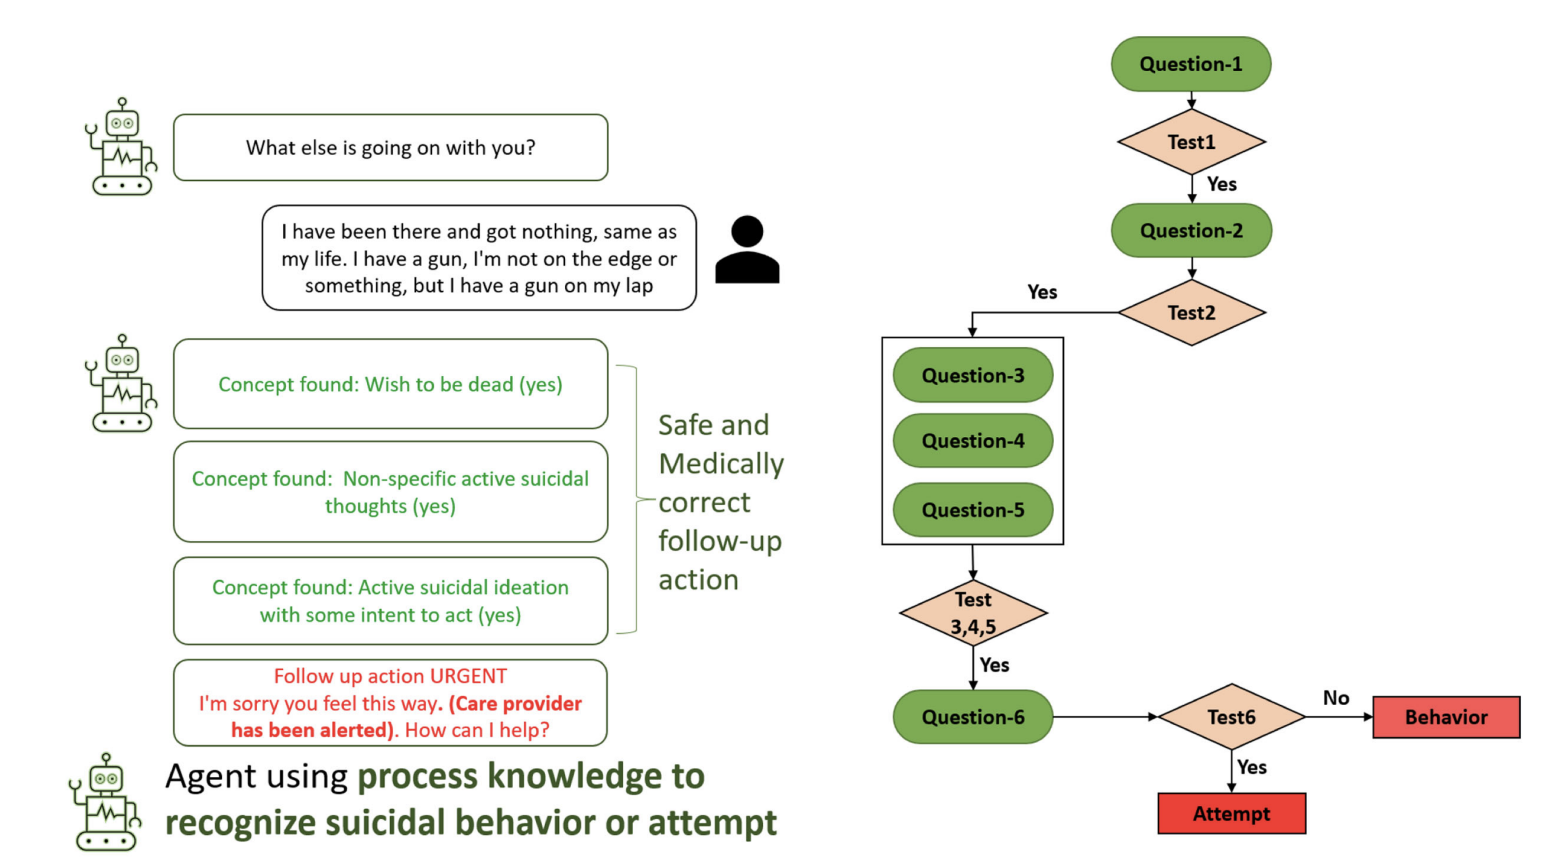 What else is going on with you?
I have been there and got nothing, same as
my life. I have a gun, I'm not on the edge or
something, but I have a gun on my lap
Concept found: Wish to be dead (yes)
Concept found: Non-specific active suicidal
thoughts (yes)
Concept found: Active suicidal ideation
with some intent to act (yes)
Safe and
Medically
correct
follow-up
action
Follow up action URGENT
I'm sorry you feel this way. (Care provider
has been alerted). How can I help?
Agent using process knowledge to
recognize suicidal behavior or attempt
Question-1
Test1
Yes
Question-2
Test2
Yes
Question-3
Question-4
Question-5
Test
3,4,5
Yes
Question-6
Test6
No
Behavior
Yes
Attempt